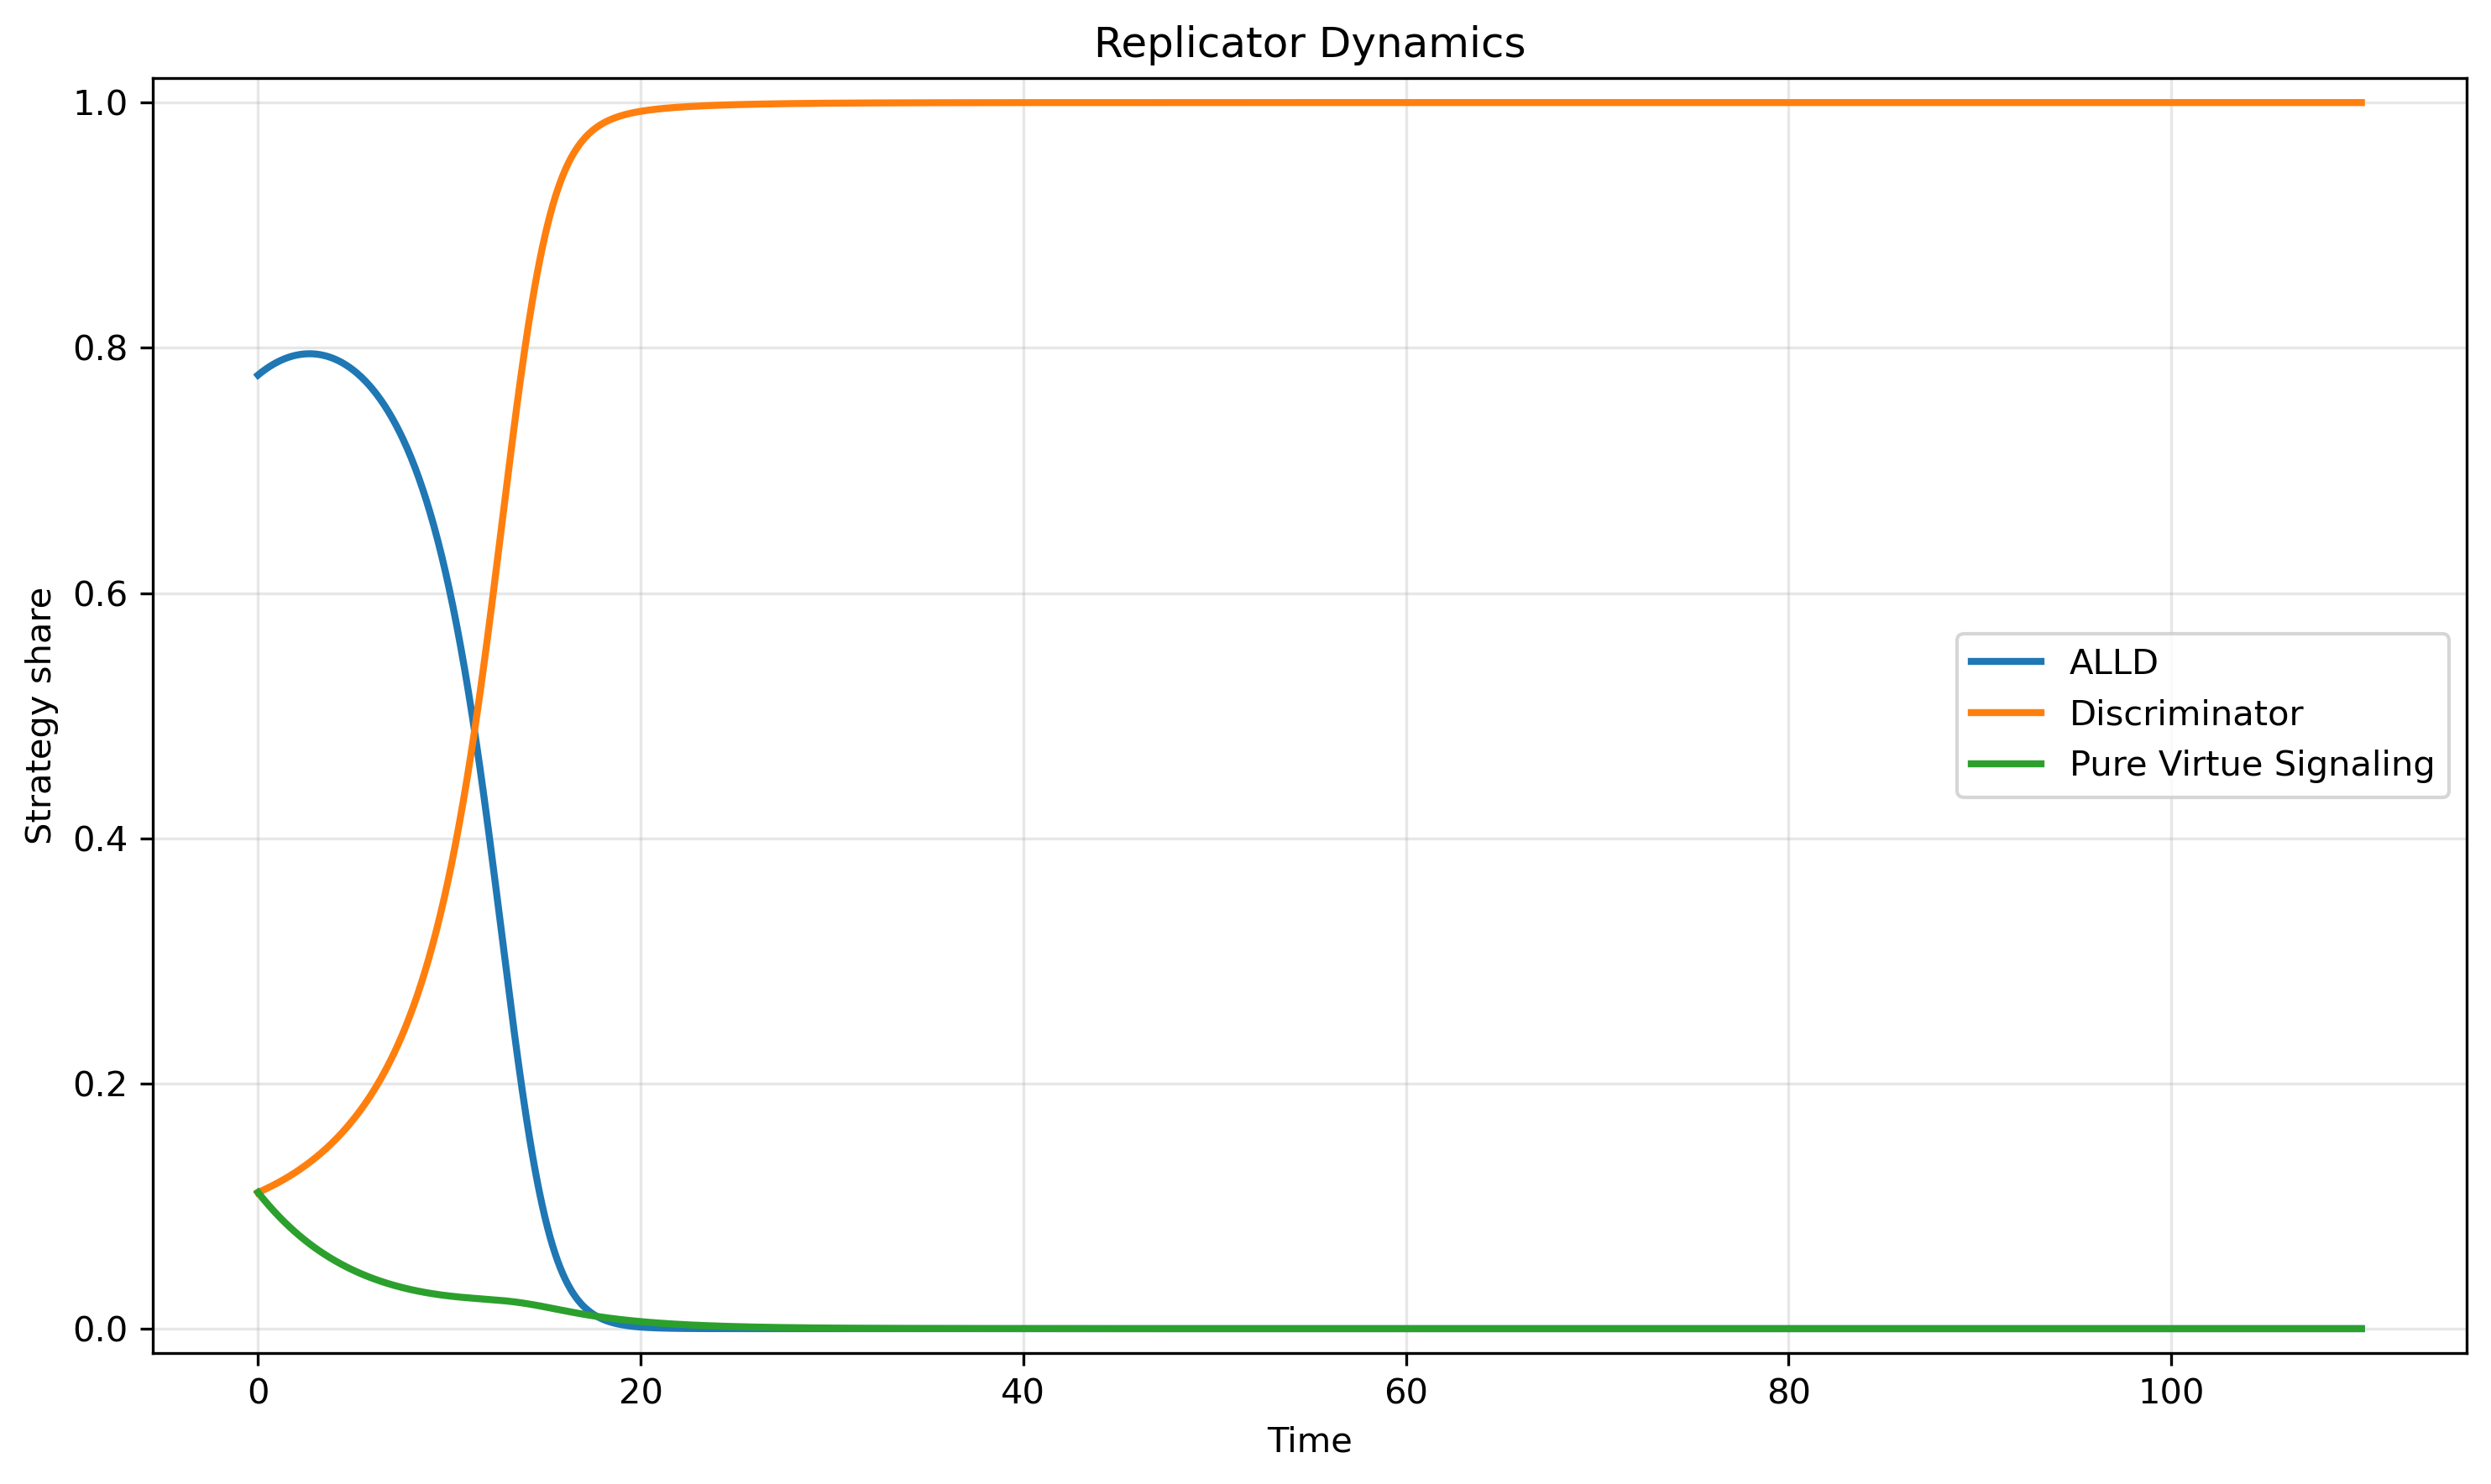 Replicator Dynamics
1.0
0.8
0.6
0.4
0.2
0.0
Strategy share
ALLD
Discriminator
Pure Virtue Signaling
0 20 40 60 80 100
Time